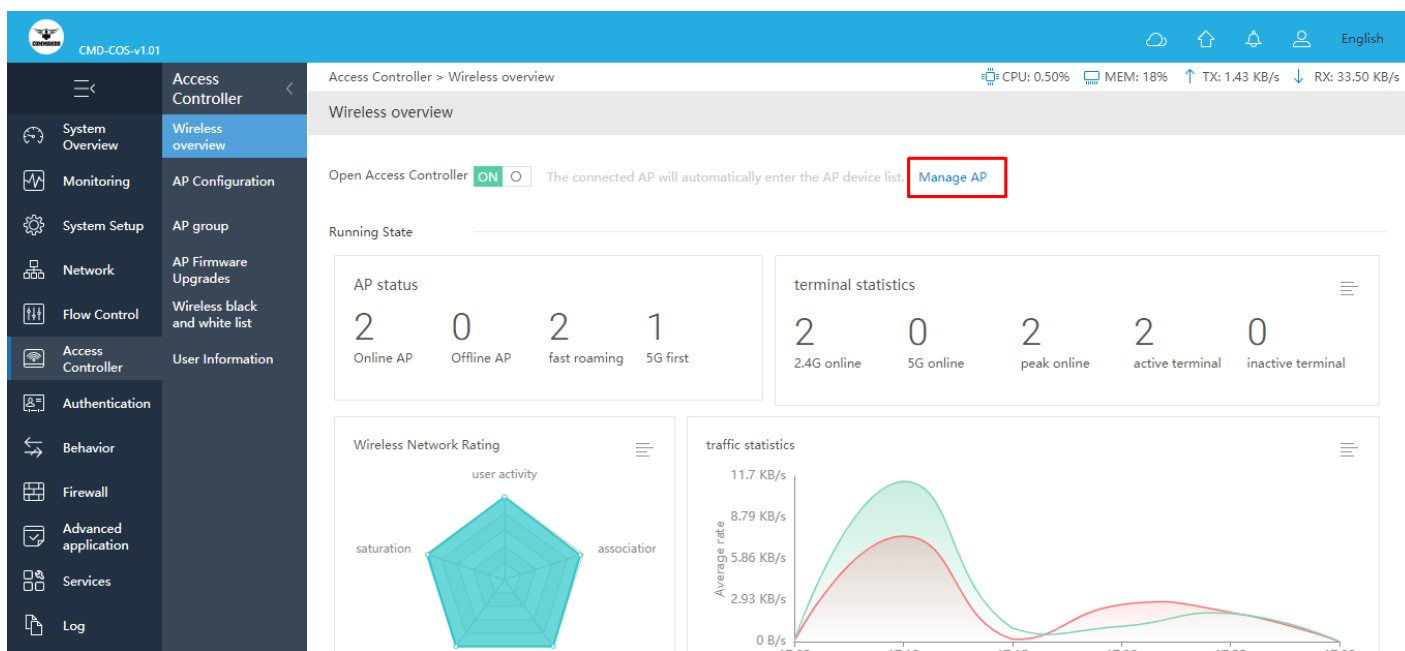 COMMANDO
CMD-COS-v1.01
English
Access
Controller
Access Controller > Wireless overview
CPU: 0.50%
MEM: 18%
TX: 1.43 KB/s
RX: 33.50 KB/s
Wireless overview
System
Overview
Monitoring
System Setup
Network
Flow Control
Access
Controller
Authentication
Behavior
Firewall
Advanced
application
Services
Log
Wireless
overview
AP Configuration
AP group
AP Firmware
Upgrades
Wireless black
and white list
User Information
Open Access Controller ON The connected AP will automatically enter the AP device list. Manage AP
Running State
AP status
2 0 2 1
Online AP Offline AP fast roaming 5G first
terminal statistics
2 0 2 2 0
2.4G online 5G online peak online active terminal inactive terminal
Wireless Network Rating
user activity
saturation
association
traffic statistics
Average rate
11.7 KB/s
8.79 KB/s
5.86 KB/s
2.93 KB/s
0 B/s